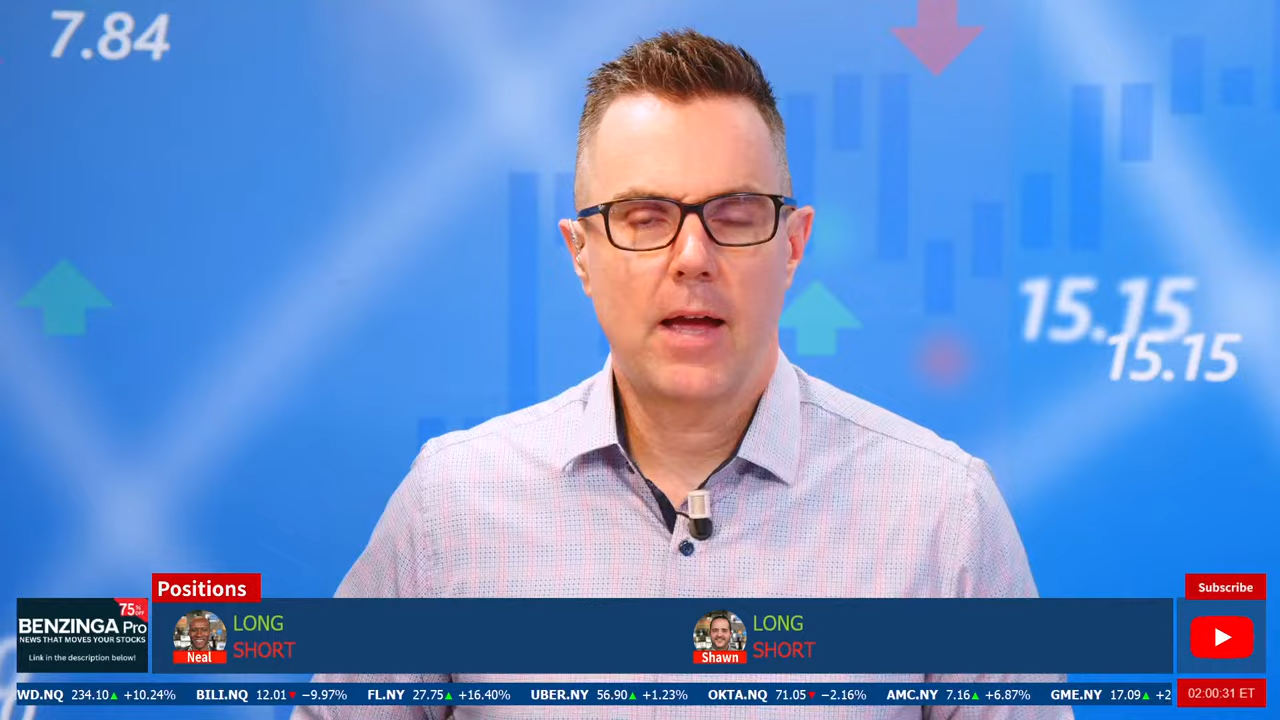 7.84
15.15
15.15
Positions
Subscribe
75% OFF
BENZINGA Pro
NEWS THAT MOVES YOUR STOCKS
Link in the description below!
LONG
SHORT
Neal
LONG
SHORT
Shawn
WD.NQ 234.10▲ +10.24% BILI.NQ 12.01▼ −9.97% FL.NY 27.75▲ +16.40% UBER.NY 56.90▲ +1.23% OKTA.NQ 71.05▼ −2.16% AMC.NY 7.16▲ +6.87% GME.NY 17.09▲ +2
02:00:31 ET